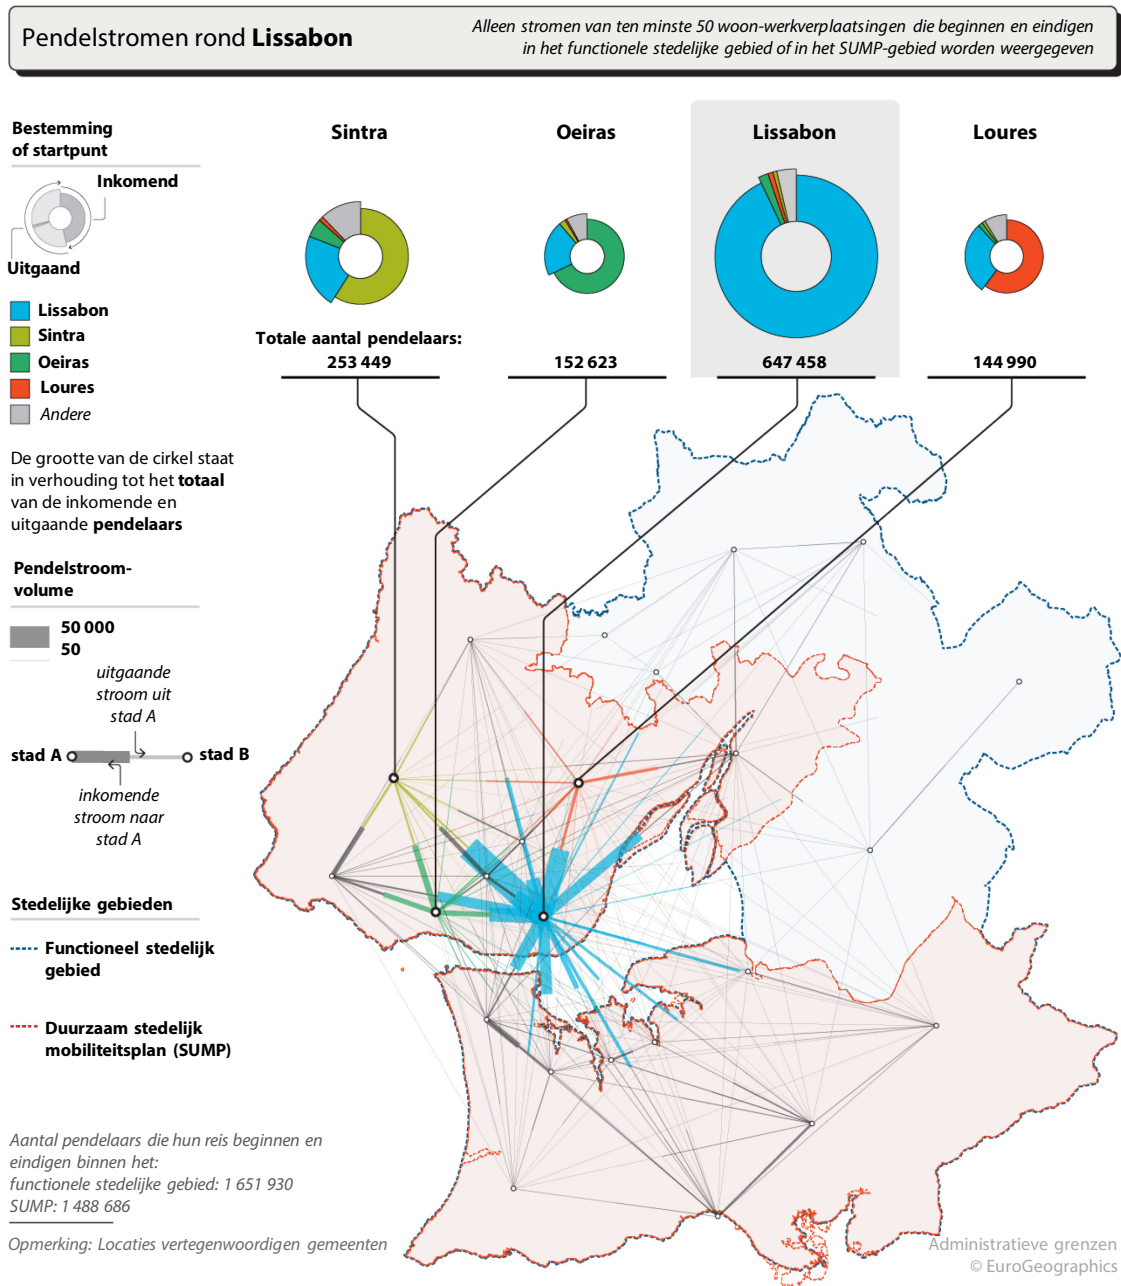 Pendelstromen rond Lissabon
Alleen stromen van ten minste 50 woon-werkverplaatsingen die beginnen en eindigen
in het functionele stedelijke gebied of in het SUMP-gebied worden weergegeven
Bestemming
of startpunt
Inkomend
Uitgaand
Lissabon
Sintra
Oeiras
Loures
Andere
Sintra
Oeiras
Lissabon
Loures
Totale aantal pendelaars:
253 449
152 623
647 458
144 990
De grootte van de cirkel staat
in verhouding tot het totaal
van de inkomende en
uitgaande pendelaars
Pendelstroom-
volume
50 000
50
uitgaande
stroom uit
stad A
stad A
stad B
inkomende
stroom naar
stad A
Stedelijke gebieden
Functioneel stedelijk
gebied
Duurzaam stedelijk
mobiliteitsplan (SUMP)
Aantal pendelaars die hun reis beginnen en
eindigen binnen het:
functionele stedelijke gebied: 1 651 930
SUMP: 1 488 686
Opmerking: Locaties vertegenwoordigen gemeenten
Administratieve grenzen
© EuroGeographics